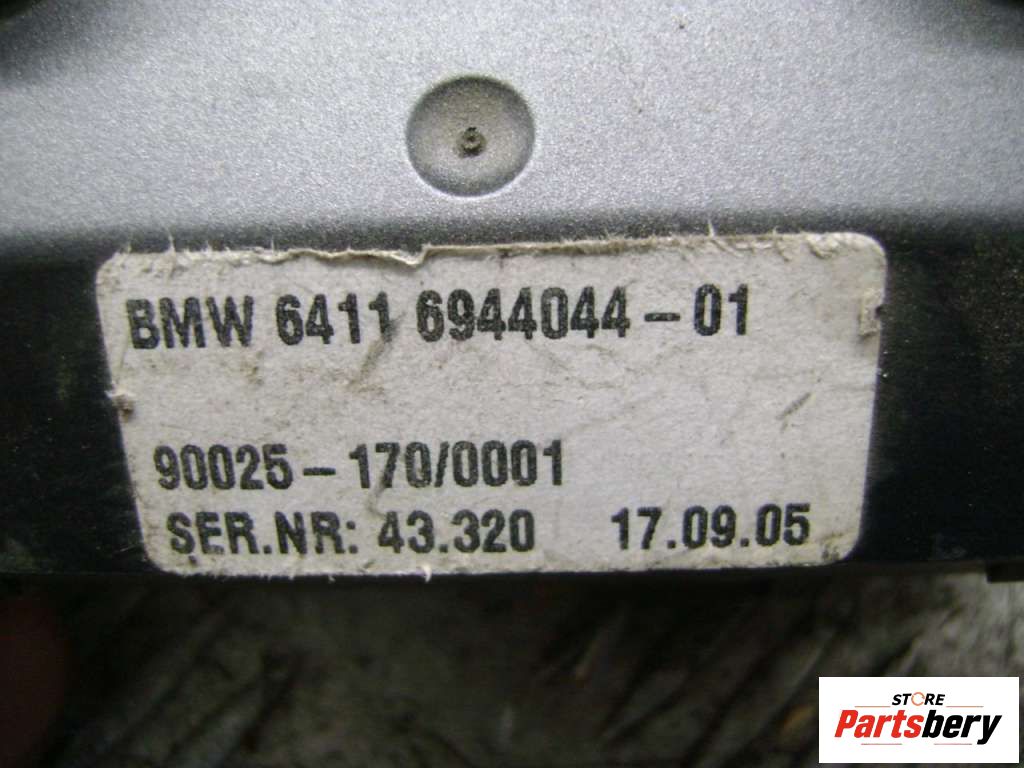 BMW 6411 6944044-01
90025-170/0001
SER.NR: 43.320 17.09.05
STORE
Partsbery